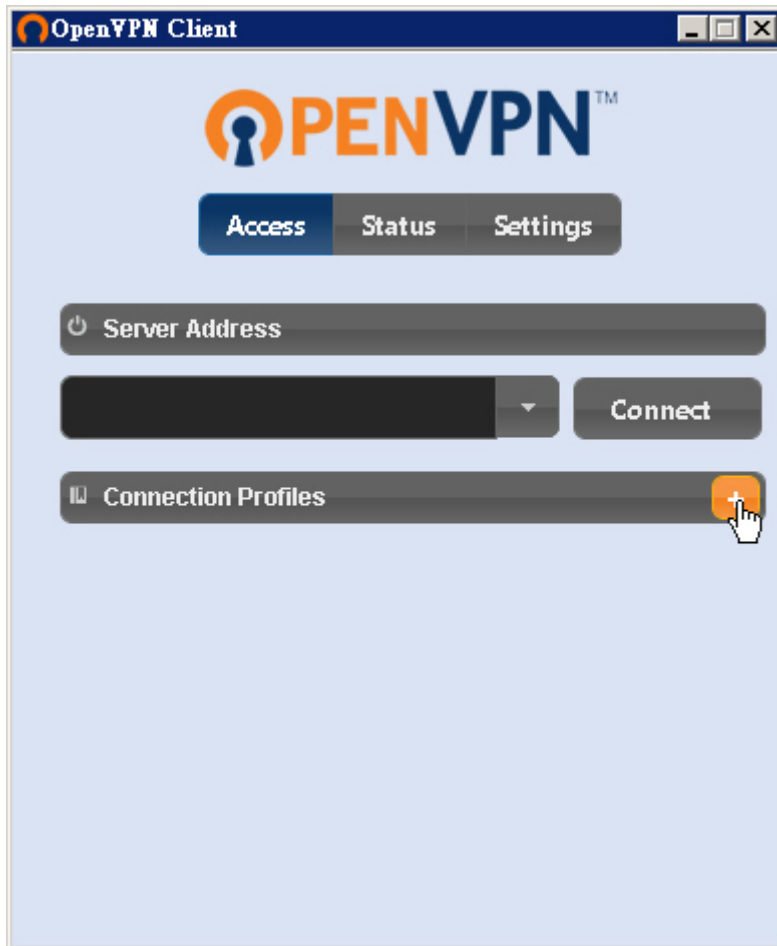 OpenVPN Client
OPENVPN™
Access Status Settings
Server Address
Connect
Connection Profiles
+